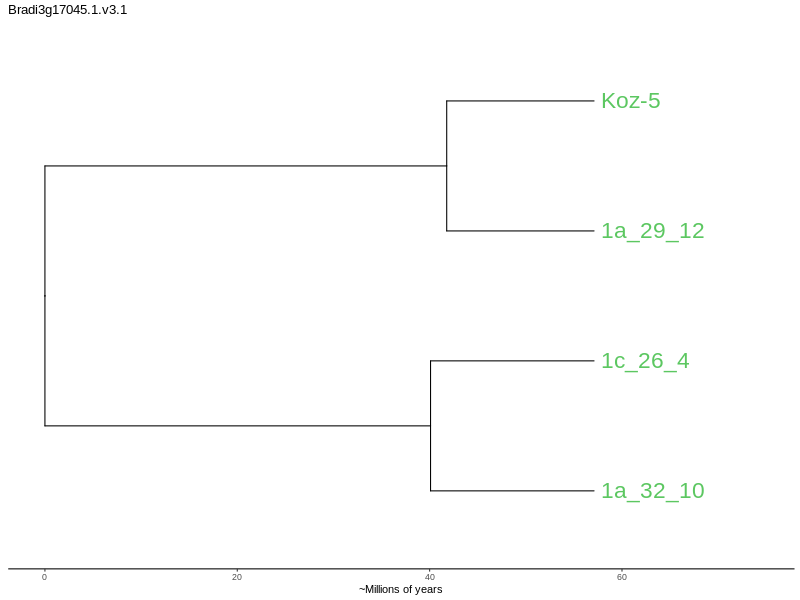 Bradi3g17045.1.v3.1
Koz-5
1a_29_12
1c_26_4
1a_32_10
0 20 40 60
~Millions of years